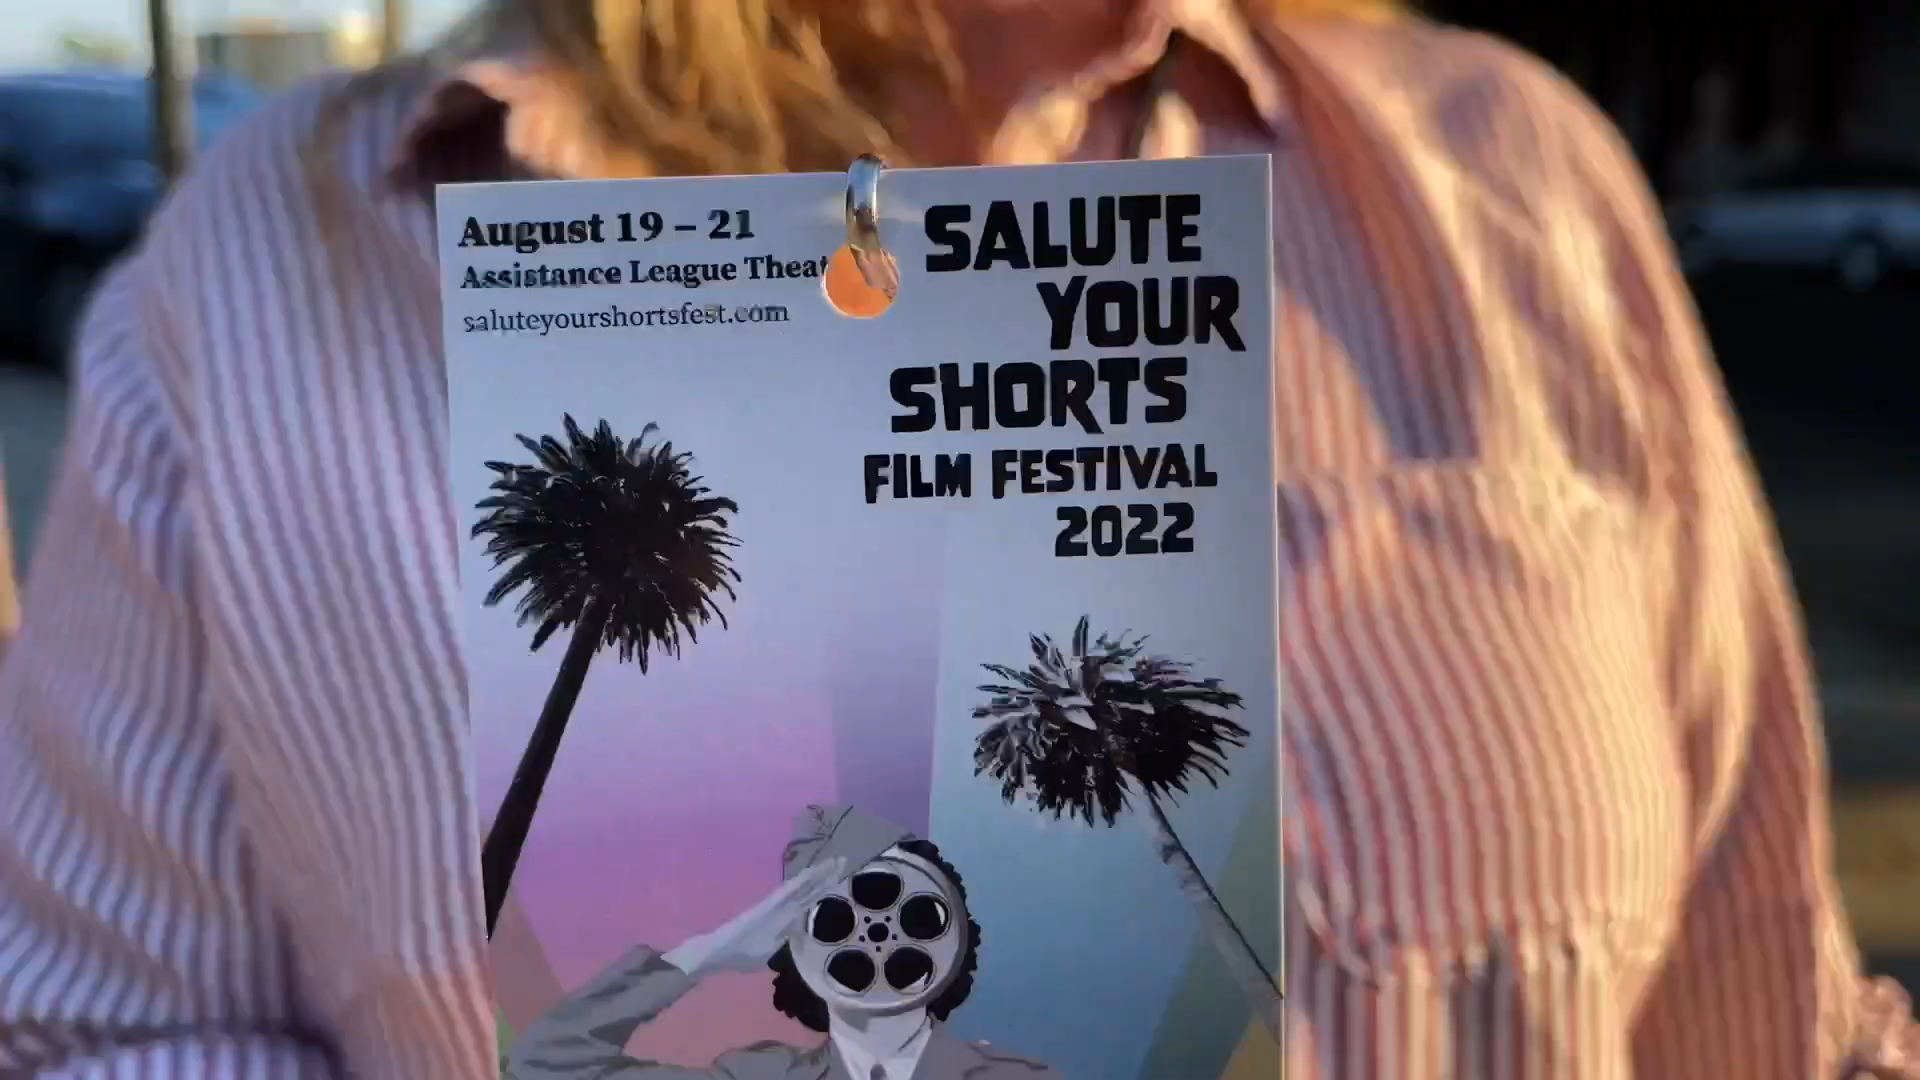 August 19 – 21
Assistance League Theat
saluteyourshortsfest.com
SALUTE
YOUR
SHORTS
FILM FESTIVAL
2022